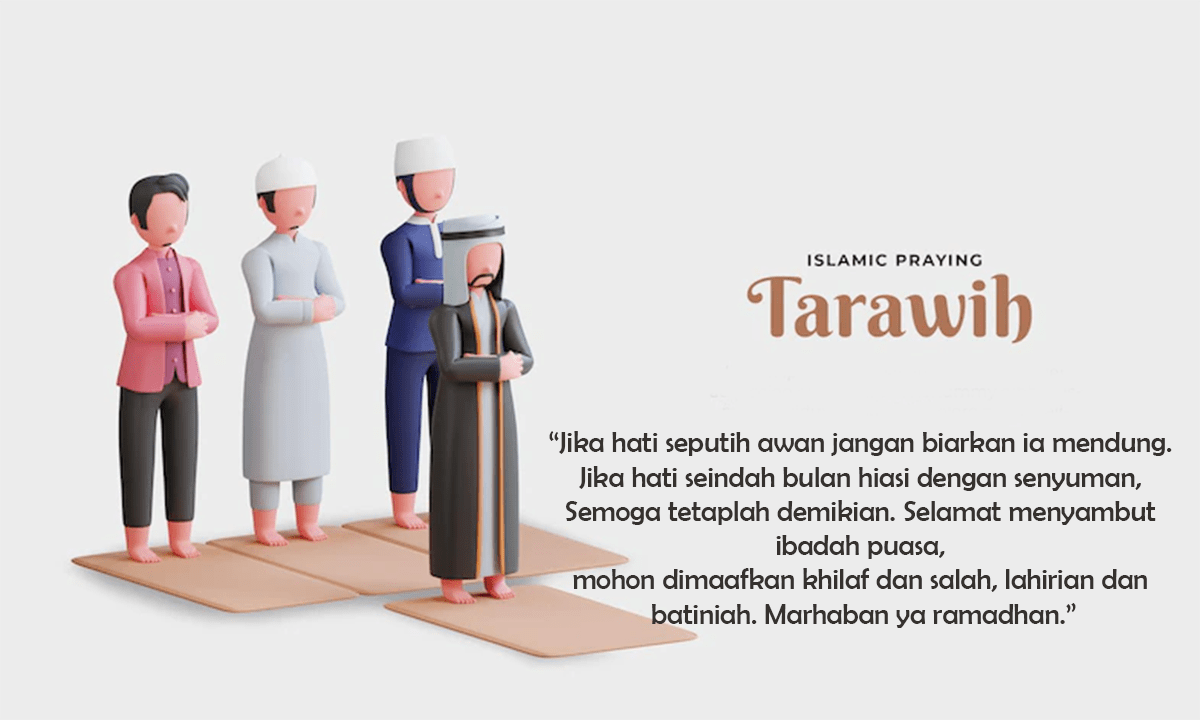 ISLAMIC PRAYING
Tarawih
“Jika hati seputih awan jangan biarkan ia mendung.
Jika hati seindah bulan hiasi dengan senyuman,
Semoga tetaplah demikian. Selamat menyambut
ibadah puasa,
mohon dimaafkan khilaf dan salah, lahirian dan
batiniah. Marhaban ya ramadhan.”